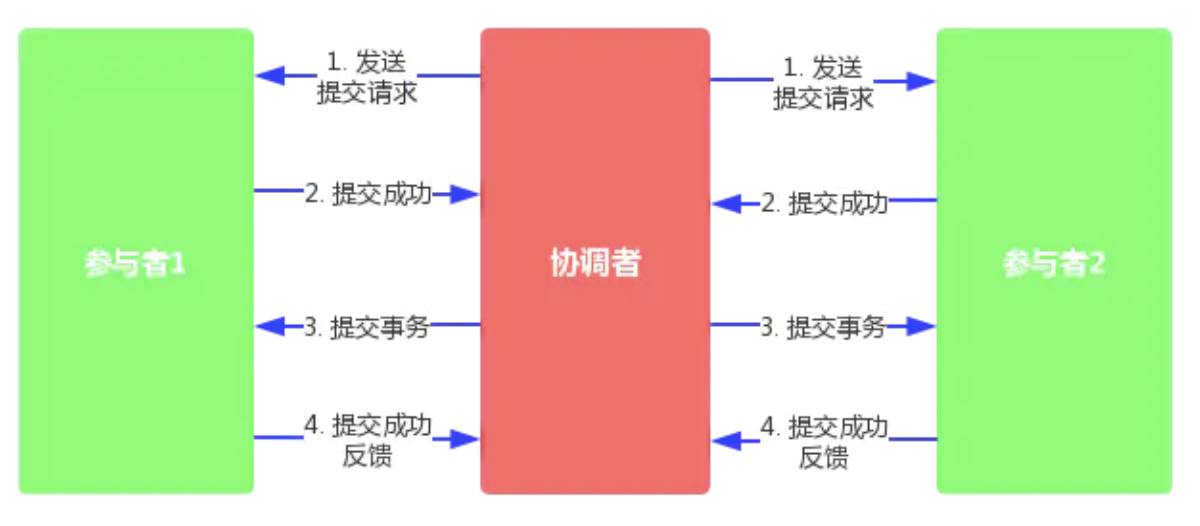 1. 发送
提交请求
1. 发送
提交请求
2. 提交成功
2. 提交成功
参与者1
协调者
参与者2
3. 提交事务
3. 提交事务
4. 提交成功
反馈
4. 提交成功
反馈